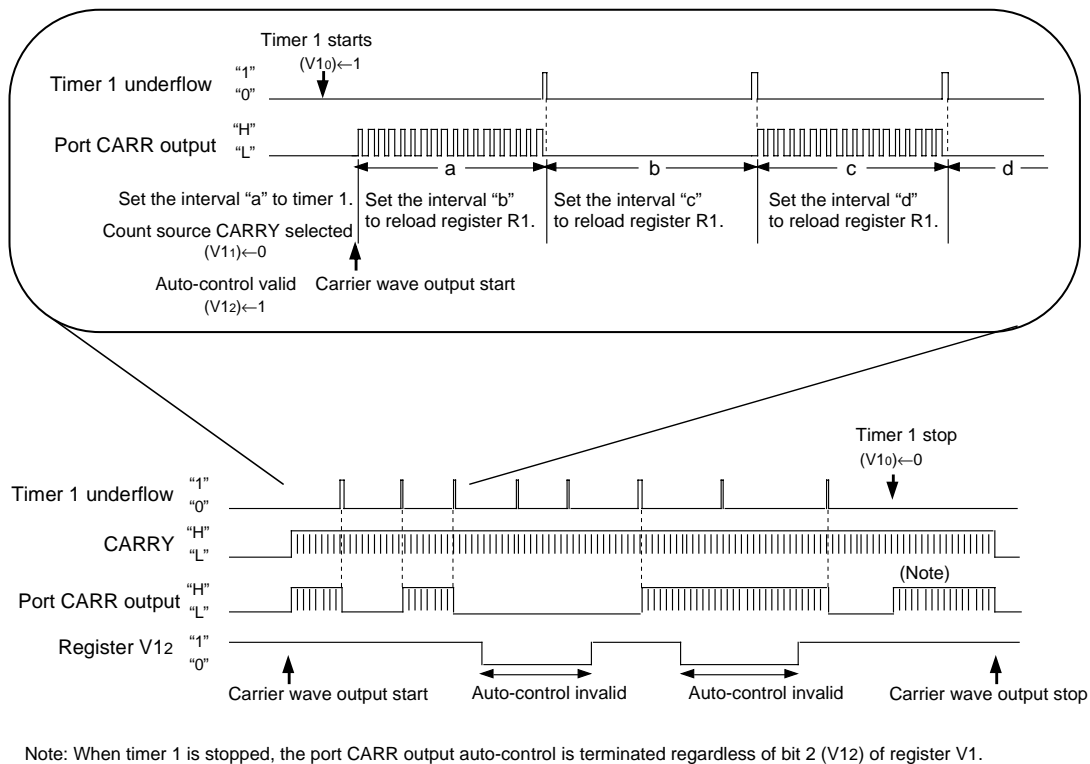 Timer 1 starts
(V10)←1
Timer 1 underflow “1”
“0”
Port CARR output “H”
“L”
a b c d
Set the interval “a” to timer 1.
Count source CARRY selected
(V11)←0
Auto-control valid
(V12)←1
Set the interval “b”
to reload register R1.
Set the interval “c”
to reload register R1.
Set the interval “d”
to reload register R1.
Carrier wave output start
Timer 1 stop
(V10)←0
Timer 1 underflow “1”
“0”
CARRY “H”
“L”
(Note)
Port CARR output “H”
“L”
Register V12 “1”
“0”
Carrier wave output start Auto-control invalid Auto-control invalid Carrier wave output stop
Note: When timer 1 is stopped, the port CARR output auto-control is terminated regardless of bit 2 (V12) of register V1.